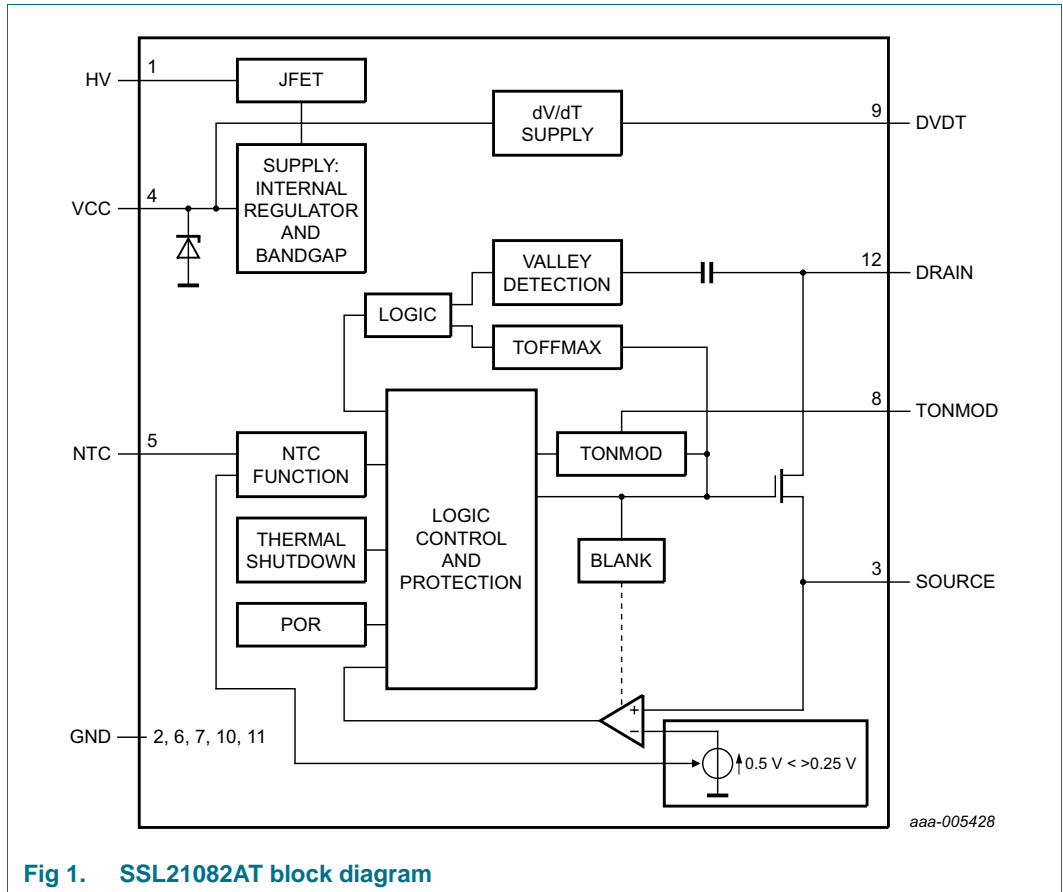 HV
1
JFET
dV/dT
SUPPLY
9
DVDT
SUPPLY:
INTERNAL
REGULATOR
AND
BANDGAP
VCC
4
VALLEY
DETECTION
12
DRAIN
LOGIC
TOFFMAX
8
TONMOD
NTC
5
NTC
FUNCTION
TONMOD
LOGIC
CONTROL
AND
PROTECTION
THERMAL
SHUTDOWN
BLANK
3
SOURCE
POR
+
−
GND
2, 6, 7, 10, 11
0.5 V < >0.25 V
aaa-005428
Fig 1. SSL21082AT block diagram